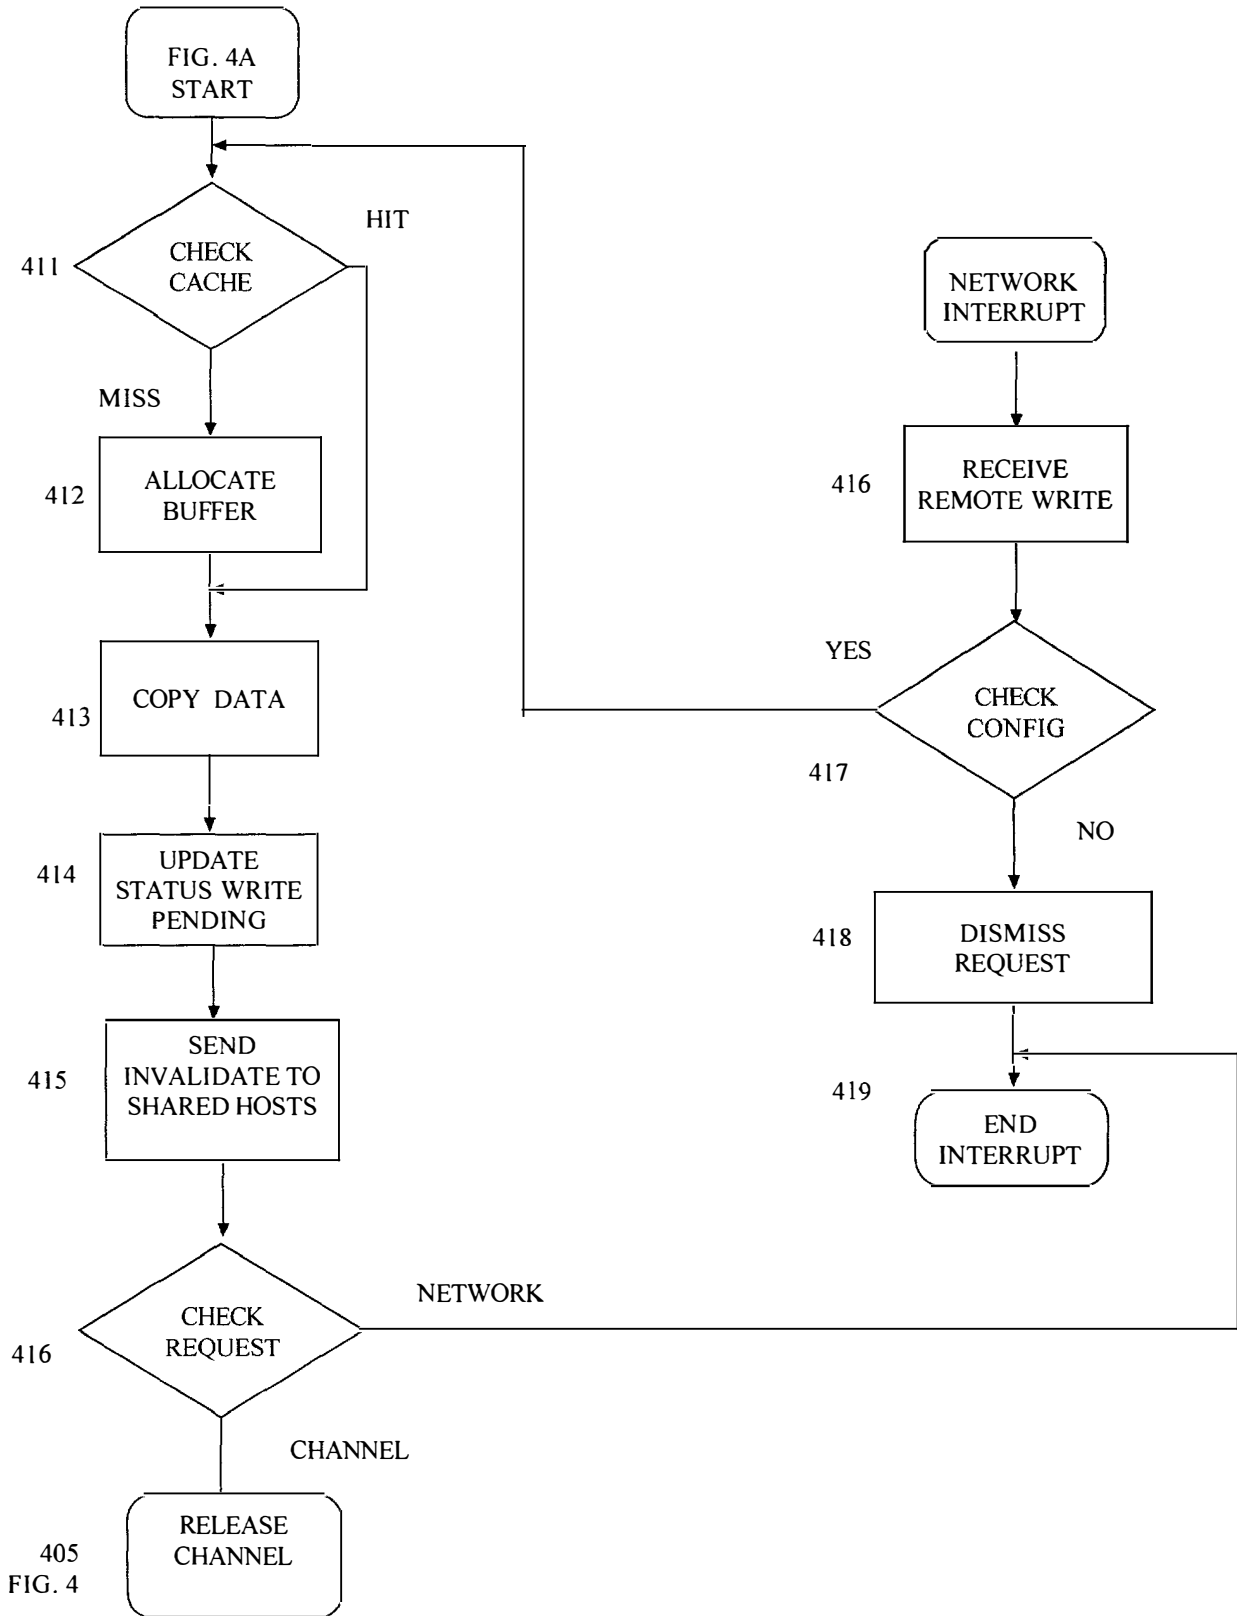 FIG. 4A
START
HIT
411
CHECK
CACHE
MISS
412
ALLOCATE
BUFFER
413
COPY DATA
414
UPDATE
STATUS WRITE
PENDING
415
SEND
INVALIDATE TO
SHARED HOSTS
416
CHECK
REQUEST
NETWORK
CHANNEL
RELEASE
CHANNEL
405
FIG. 4
NETWORK
INTERRUPT
416
RECEIVE
REMOTE WRITE
YES
CHECK
CONFIG
417
NO
418
DISMISS
REQUEST
419
END
INTERRUPT